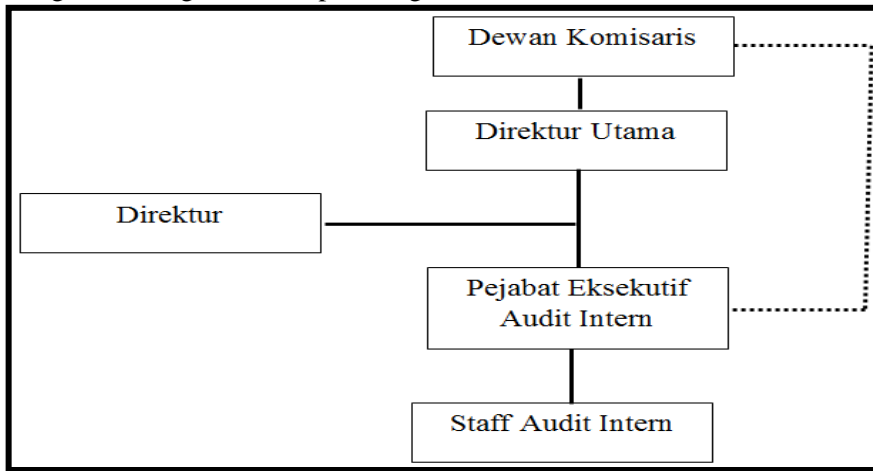 Dewan Komisaris
Direktur Utama
Direktur
Pejabat Eksekutif
Audit Intern
Staff Audit Intern